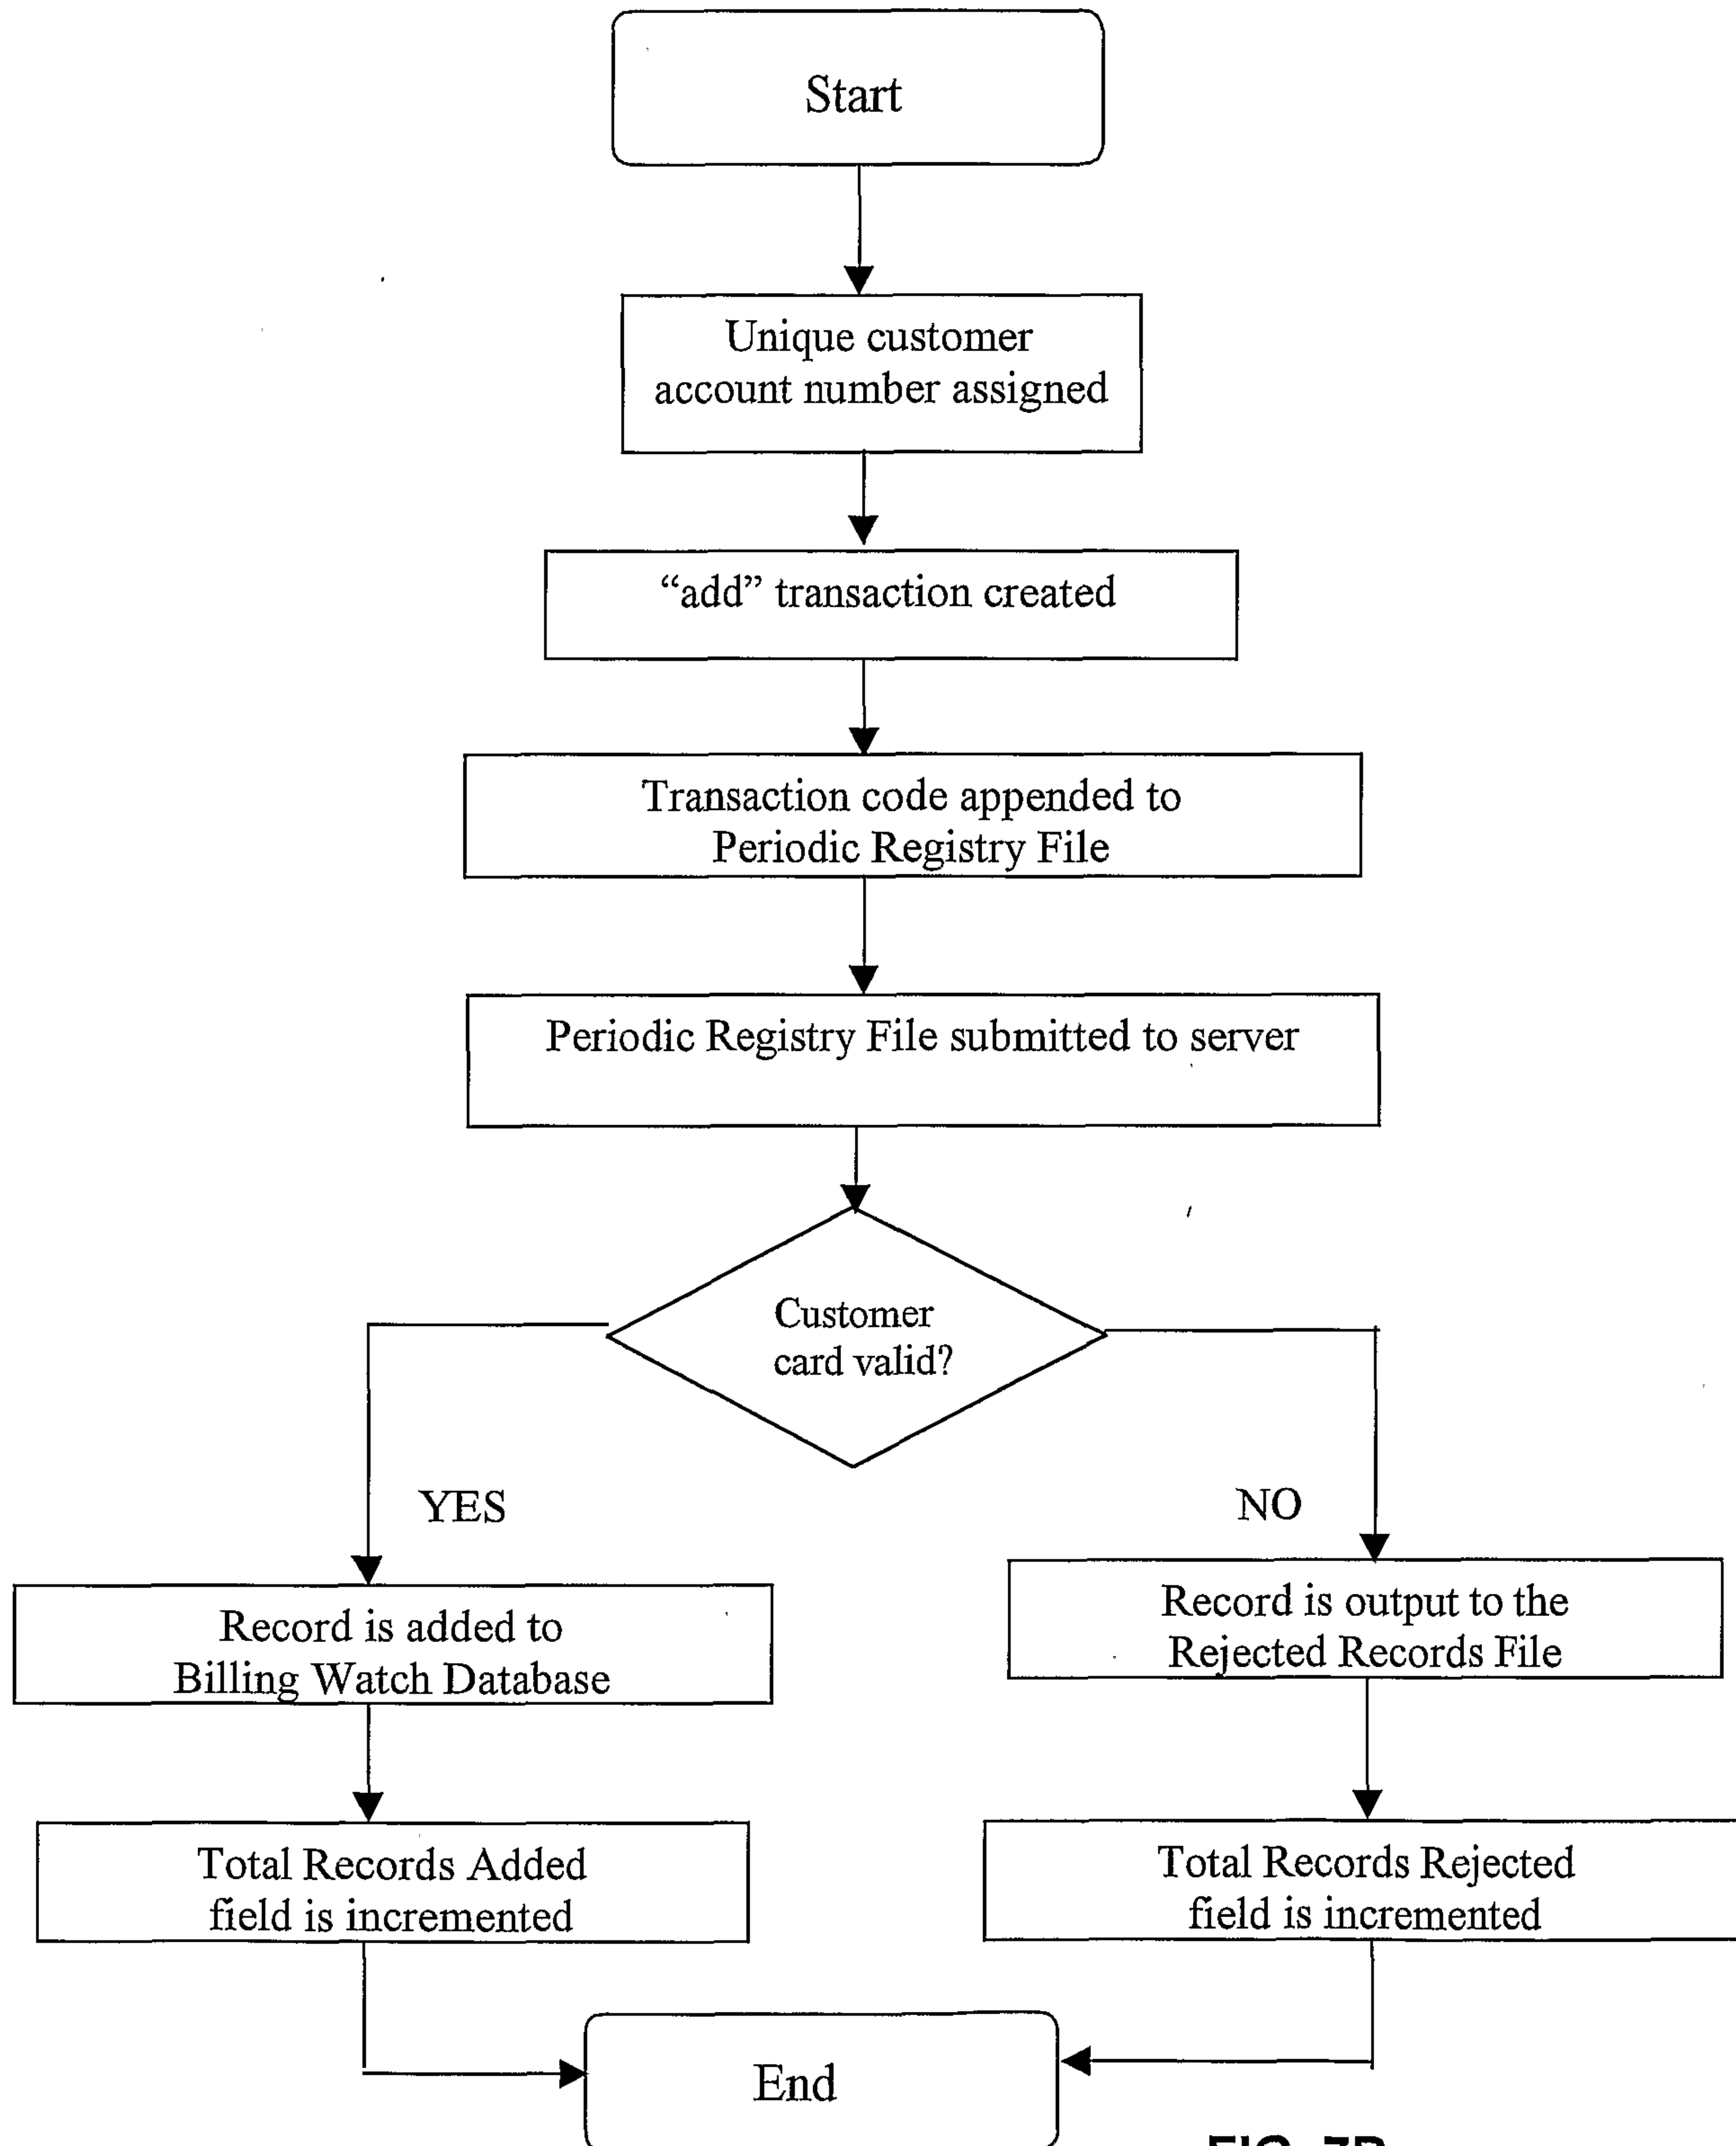 Start
Unique customer
account number assigned
“add” transaction created
Transaction code appended to
Periodic Registry File
Periodic Registry File submitted to server
Customer
card valid?
YES
NO
Record is added to
Billing Watch Database
Record is output to the
Rejected Records File
Total Records Added
field is incremented
Total Records Rejected
field is incremented
End